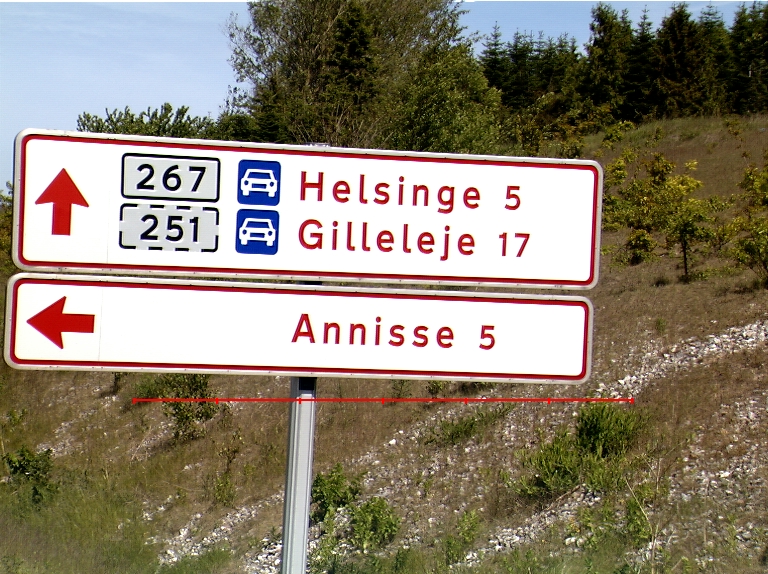 267 Helsinge 5
251 Gilleleje 17
Annisse 5